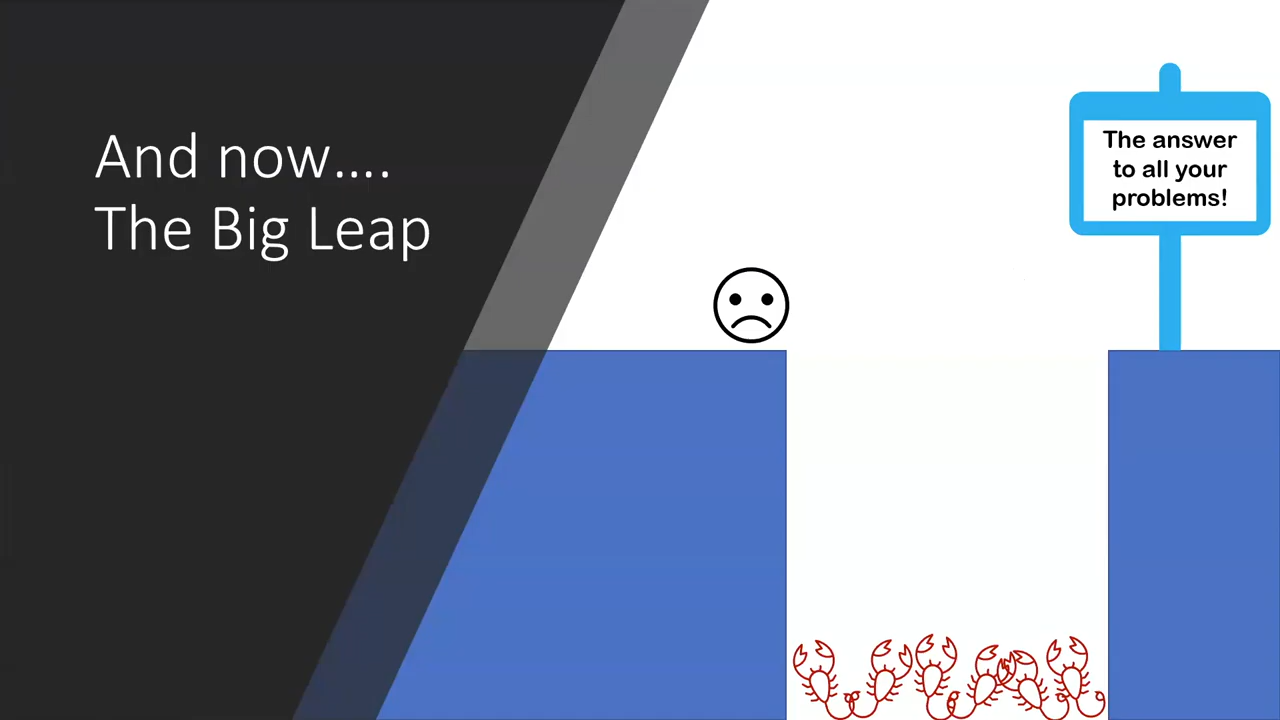 And now….
The Big Leap
The answer
to all your
problems!